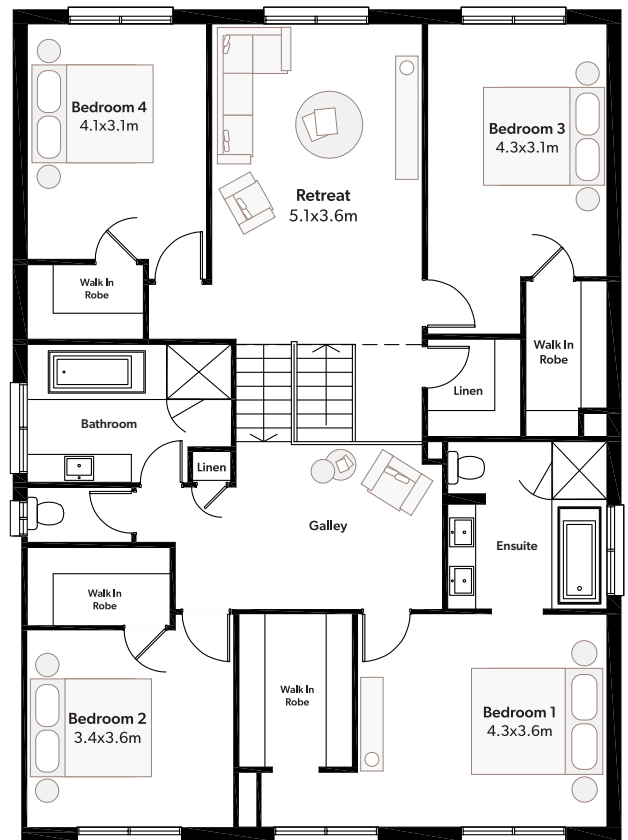 Bedroom 4
4.1x3.1m
Retreat
5.1x3.6m
Bedroom 3
4.3x3.1m
Walk In
Robe
Walk In
Robe
Linen
Bathroom
Linen
Galley
Ensuite
Walk In
Robe
Walk In
Robe
Bedroom 2
3.4x3.6m
Bedroom 1
4.3x3.6m